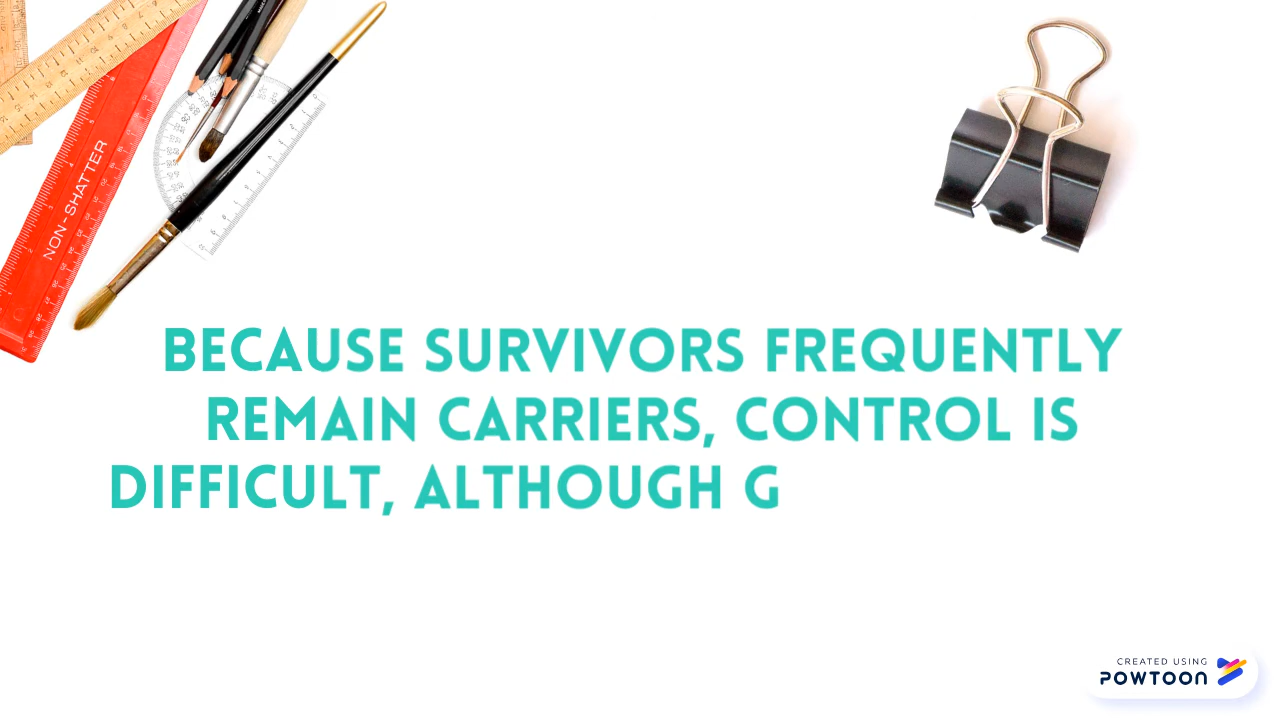 NON-SHATTER
BECAUSE SURVIVORS FREQUENTLY
REMAIN CARRIERS, CONTROL IS
DIFFICULT, ALTHOUGH G
CREATED USING
POWTOON